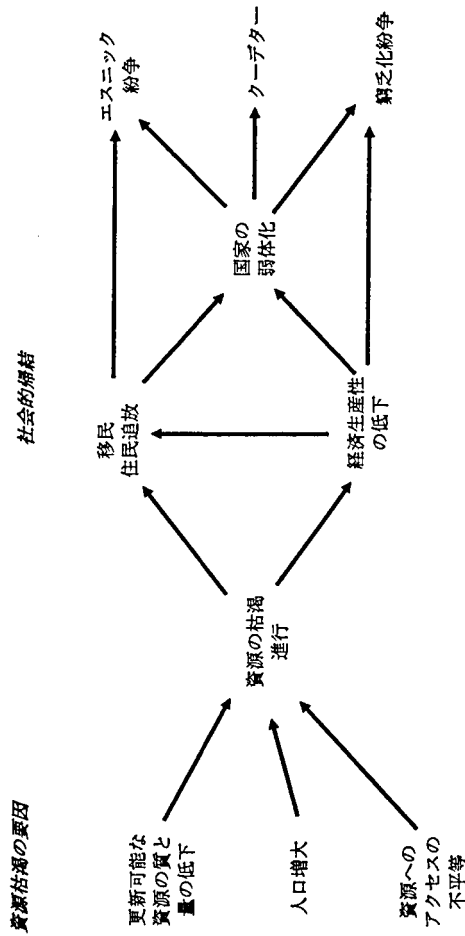 資源枯渇の要因
社会的帰結
更新可能な
資源の質と
量の低下
人口増大
資源への
アクセスの
不平等
資源の枯渇
進行
移民
住民追放
経済生産性
の低下
国家の
弱体化
エスニック
紛争
クーデター
窮乏化紛争